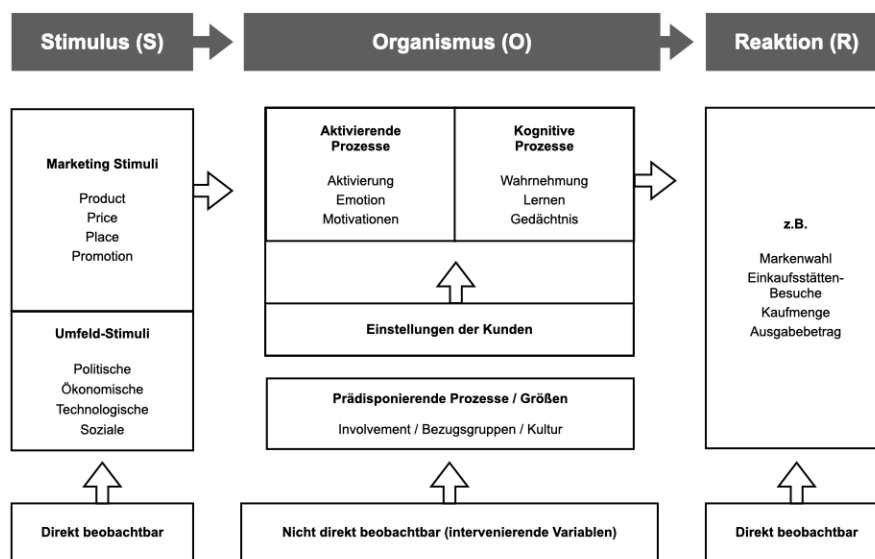 Stimulus (S)
Organismus (O)
Reaktion (R)
Marketing Stimuli
Product
Price
Place
Promotion
Umfeld-Stimuli
Politische
Ökonomische
Technologische
Soziale
Direkt beobachtbar
Aktivierende
Prozesse
Aktivierung
Emotion
Motivationen
Kognitive
Prozesse
Wahrnehmung
Lernen
Gedächtnis
Einstellungen der Kunden
Prädisponierende Prozesse / Größen
Involvement / Bezugsgruppen / Kultur
Nicht direkt beobachtbar (intervenierende Variablen)
z.B.
Markenwahl
Einkaufsstätten-
Besuche
Kaufmenge
Ausgabebetrag
Direkt beobachtbar